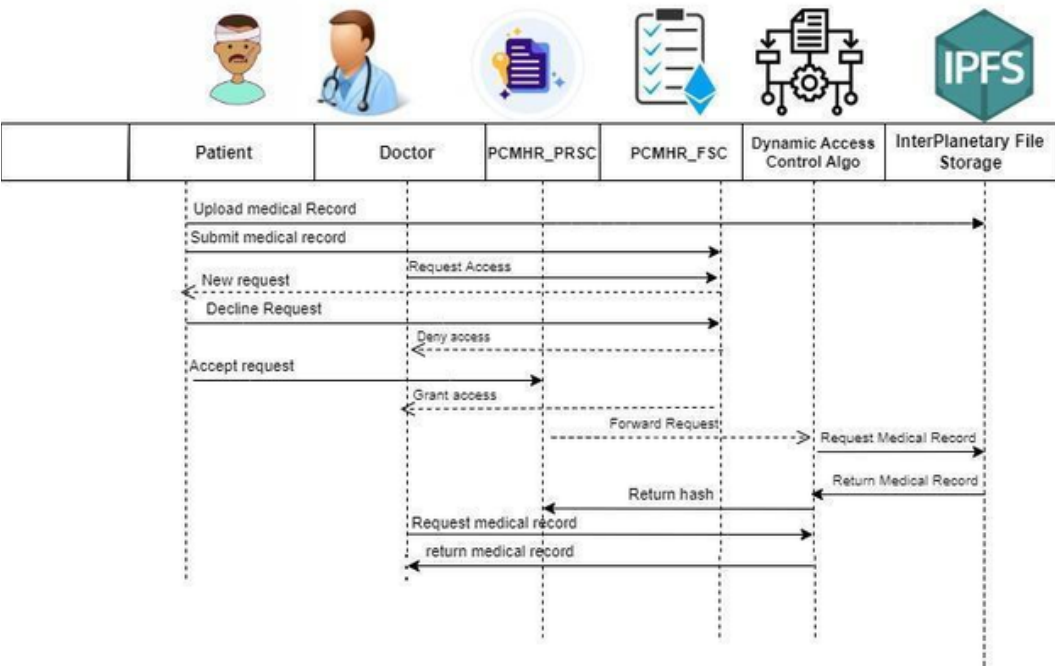 IPFS
Patient
Doctor
PCMHR_PRSC
PCMHR_FSC
Dynamic Access
Control Algo
InterPlanetary File
Storage
Upload medical Record
Submit medical record
Request Access
New request
Decline Request
Deny access
Accept request
Grant access
Forward Request
Request Medical Record
Return Medical Record
Return hash
Request medical record
return medical record